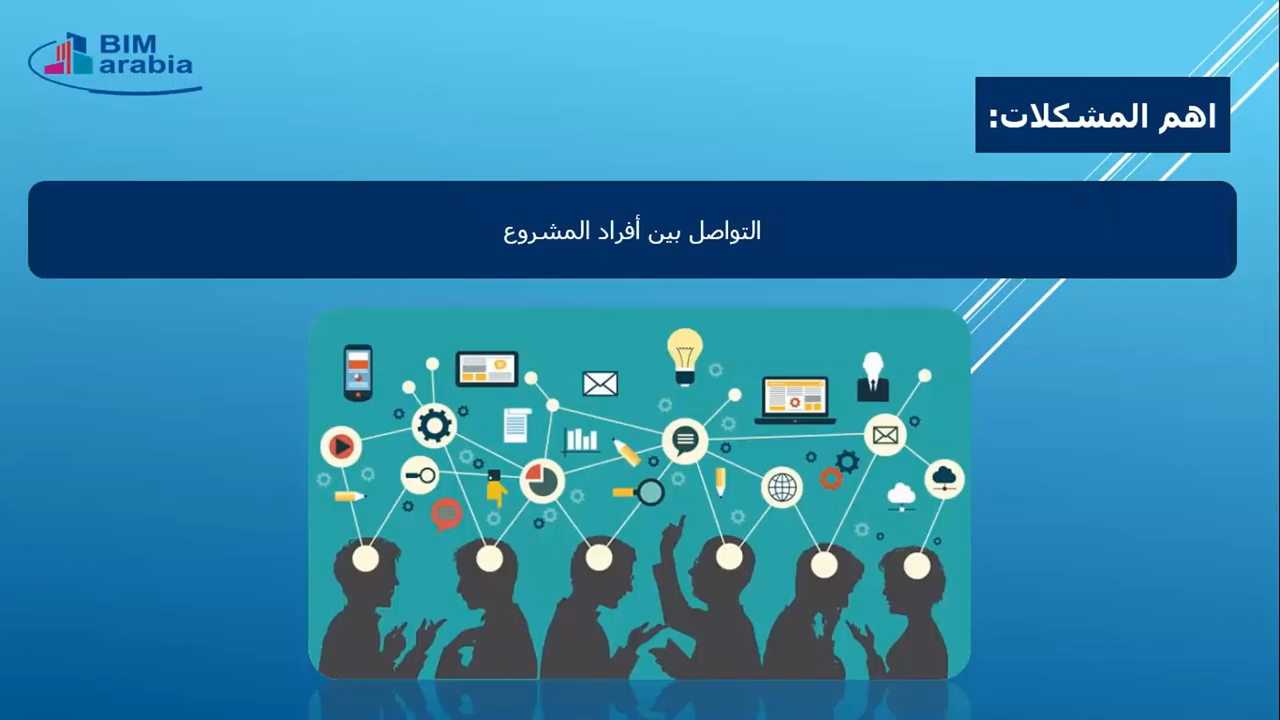 BIM
arabia
اهم المشكلات:
التواصل بين أفراد المشروع